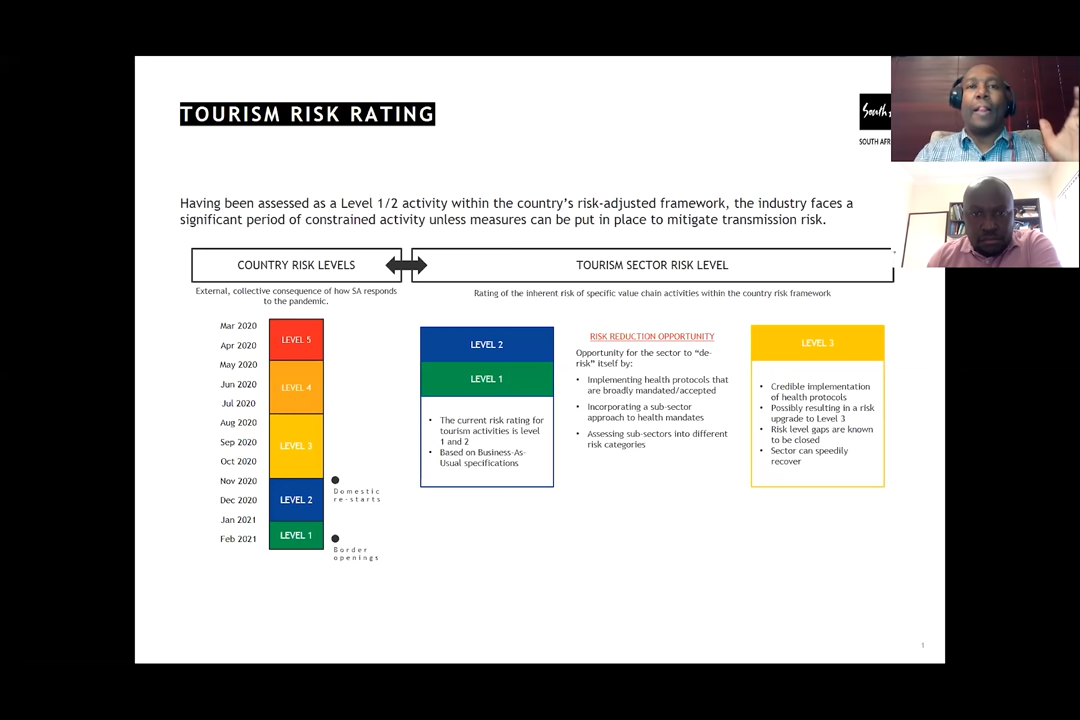 TOURISM RISK RATING
South
SOUTH AFR
Having been assessed as a Level 1/2 activity within the country's risk-adjusted framework, the industry faces a
significant period of constrained activity unless measures can be put in place to mitigate transmission risk.
COUNTRY RISK LEVELS
TOURISM SECTOR RISK LEVEL
External, collective consequence of how SA responds
to the pandemic.
Rating of the inherent risk of specific value chain activities within the country risk framework
Mar 2020
Apr 2020
May 2020
Jun 2020
Jul 2020
Aug 2020
Sep 2020
Oct 2020
Nov 2020
Dec 2020
Jan 2021
Feb 2021
LEVEL 5
LEVEL 4
LEVEL 3
LEVEL 2
LEVEL 1
Domestic
re-starts
Border
openings
LEVEL 2
LEVEL 1
• The current risk rating for
tourism activities is level
1 and 2
• Based on Business-As-
Usual specifications
RISK REDUCTION OPPORTUNITY
Opportunity for the sector to "de-
risk" itself by:
• Implementing health protocols that
are broadly mandated/accepted
• Incorporating a sub-sector
approach to health mandates
• Assessing sub-sectors into different
risk categories
LEVEL 3
• Credible implementation
of health protocols
• Possibly resulting in a risk
upgrade to Level 3
• Risk level gaps are known
to be closed
• Sector can speedily
recover
1